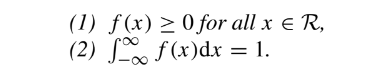 (1) f(x) ≥ 0 for all x ∈ R,
(2) ∫_{-∞}^{∞} f(x)dx = 1.